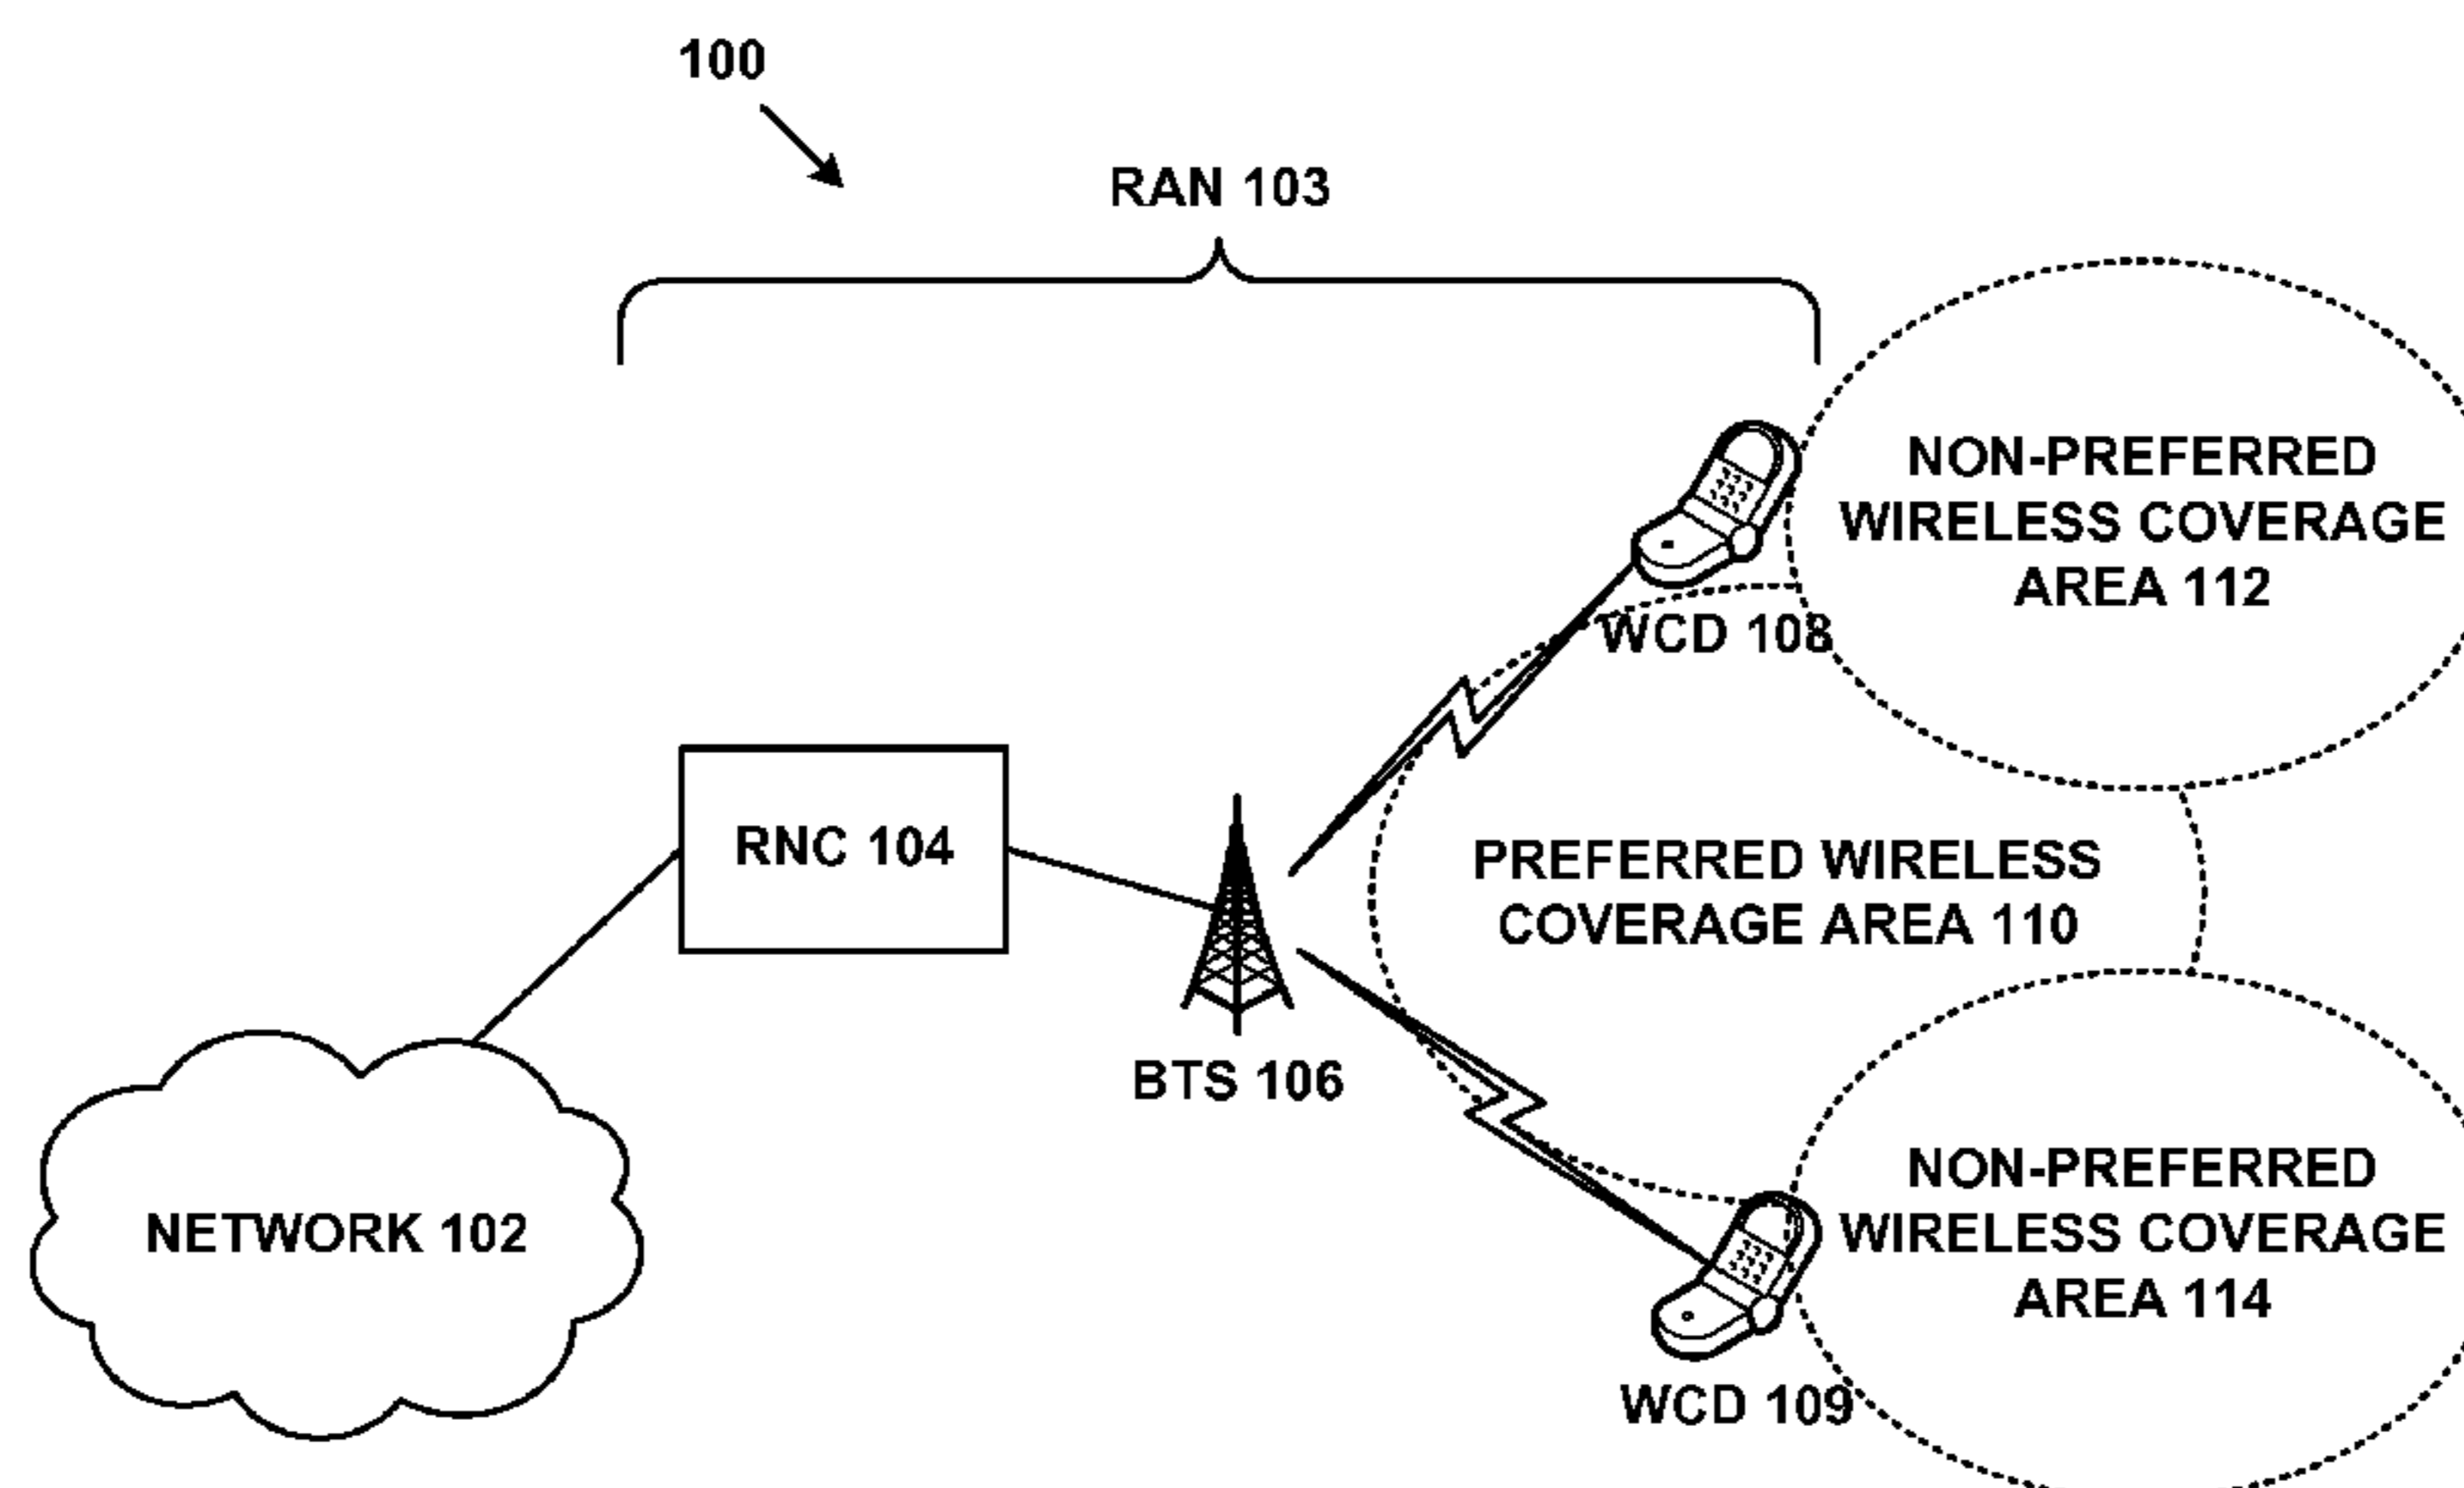 100
RAN 103
NON-PREFERRED
WIRELESS COVERAGE
AREA 112
WCD 108
RNC 104
PREFERRED WIRELESS
COVERAGE AREA 110
BTS 106
NETWORK 102
NON-PREFERRED
WIRELESS COVERAGE
AREA 114
WCD 109